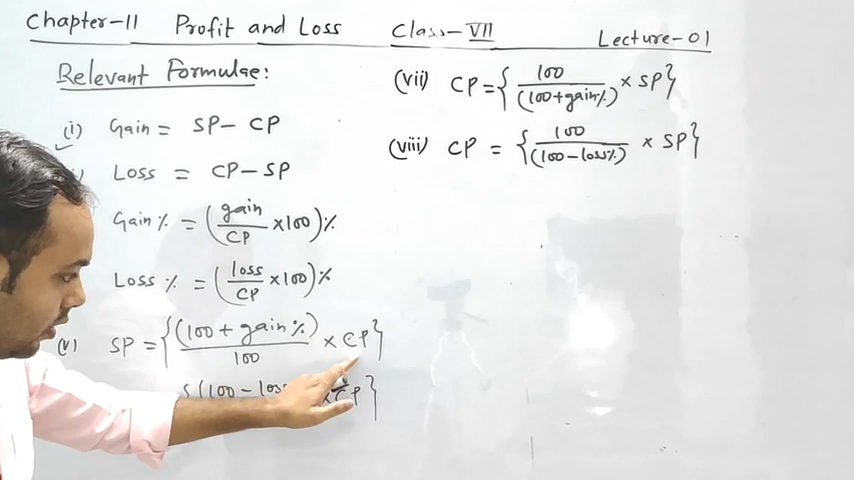 Chapter-11 Profit and Loss Class-VII Lecture-01
Relevant Formulae:
(i) Gain = SP - CP
Loss = CP - SP
Gain % = (gain/CP × 100) %
Loss % = (loss/CP × 100) %
(v) SP = {(100 + gain %)/100 × CP}
{(100 - × CP}
(vii) CP = {100/(100+gain%) × SP}
(viii) CP = {100/(100-loss%) × SP}